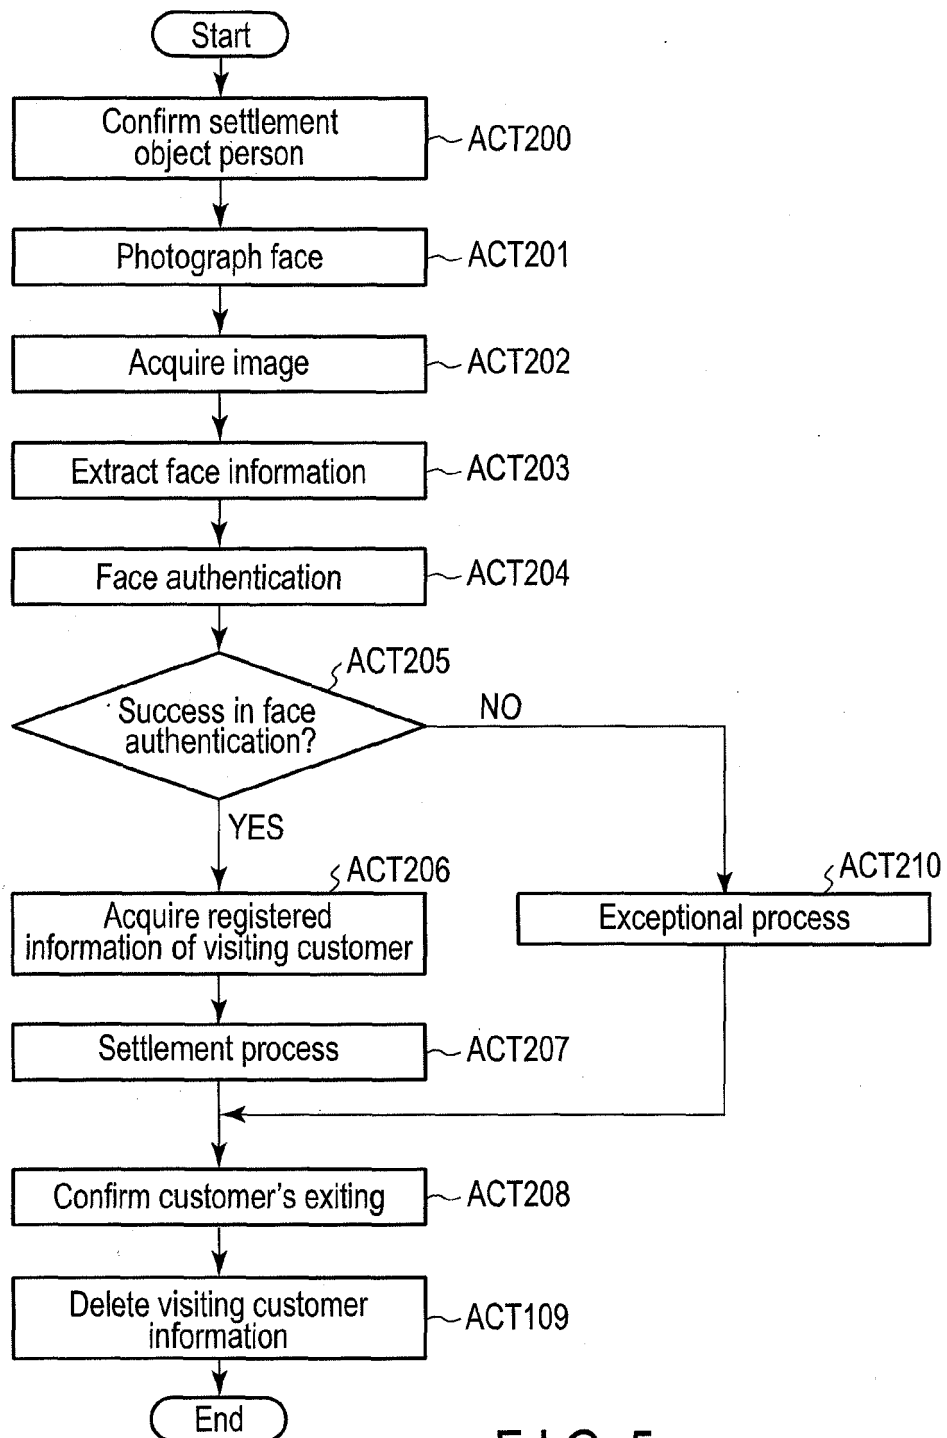 Start
Confirm settlement
object person
ACT200
Photograph face
ACT201
Acquire image
ACT202
Extract face information
ACT203
Face authentication
ACT204
ACT205
Success in face
authentication?
NO
YES
ACT206
Acquire registered
information of visiting customer
ACT210
Exceptional process
Settlement process
ACT207
Confirm customer's exiting
ACT208
Delete visiting customer
information
ACT109
End
FIG. 5